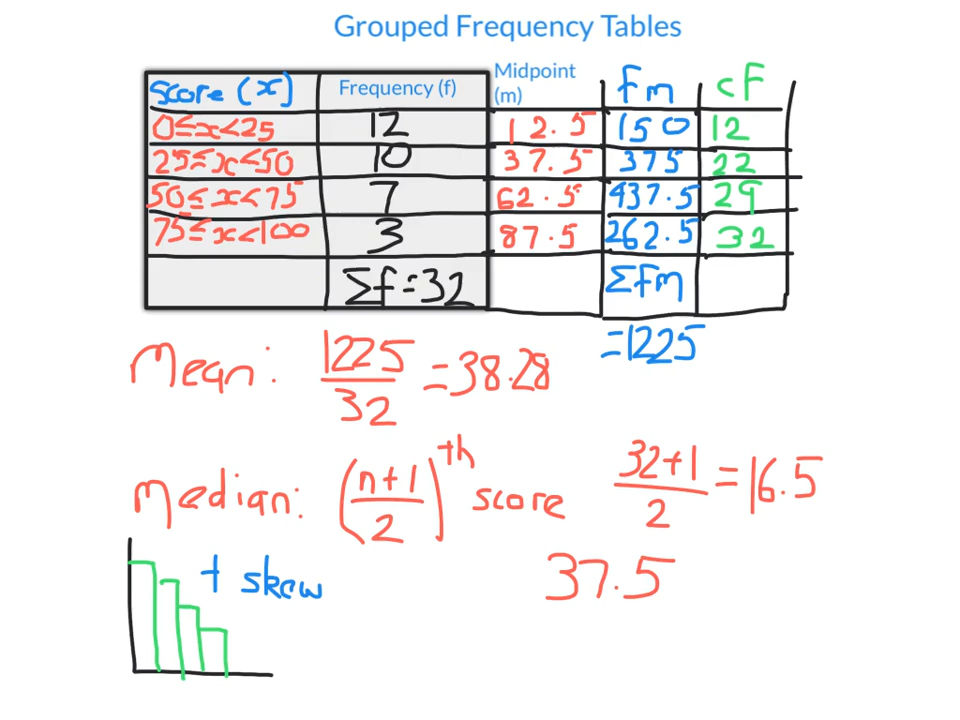 Grouped Frequency Tables
Score (x) Frequency (f) Midpoint (m) fm cF
0≤x<25 12 12.5 150 12
25≤x<50 10 37.5 375 22
50≤x<75 7 62.5 437.5 29
75≤x<100 3 87.5 262.5 32
Σf=32 Σfm
=1225
Mean: 1225/32 =38.28
Median: (n+1/2)th score 32+1/2 =16.5
+ skew 37.5